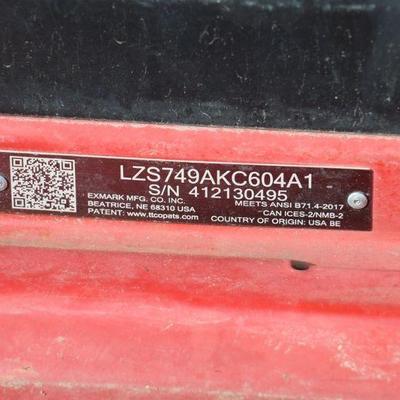 LZS749AKC604A1
S/N 412130495
EXMARK MFG. CO. INC. MEETS ANSI B71.4-2017
BEATRICE, NE 68310 USA CAN ICES-2/NMB-2
PATENT: www.ttcopats.com COUNTRY OF ORIGIN: USA BE